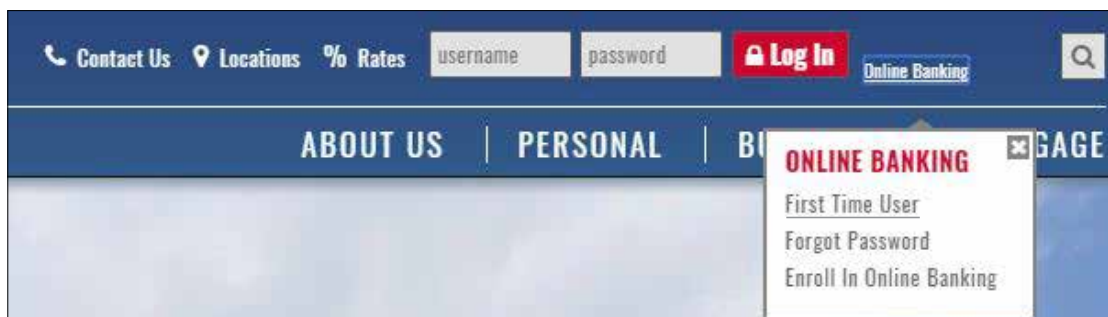 Contact Us Locations % Rates username password Log In Online Banking
ABOUT US PERSONAL
ONLINE BANKING
First Time User
Forgot Password
Enroll In Online Banking